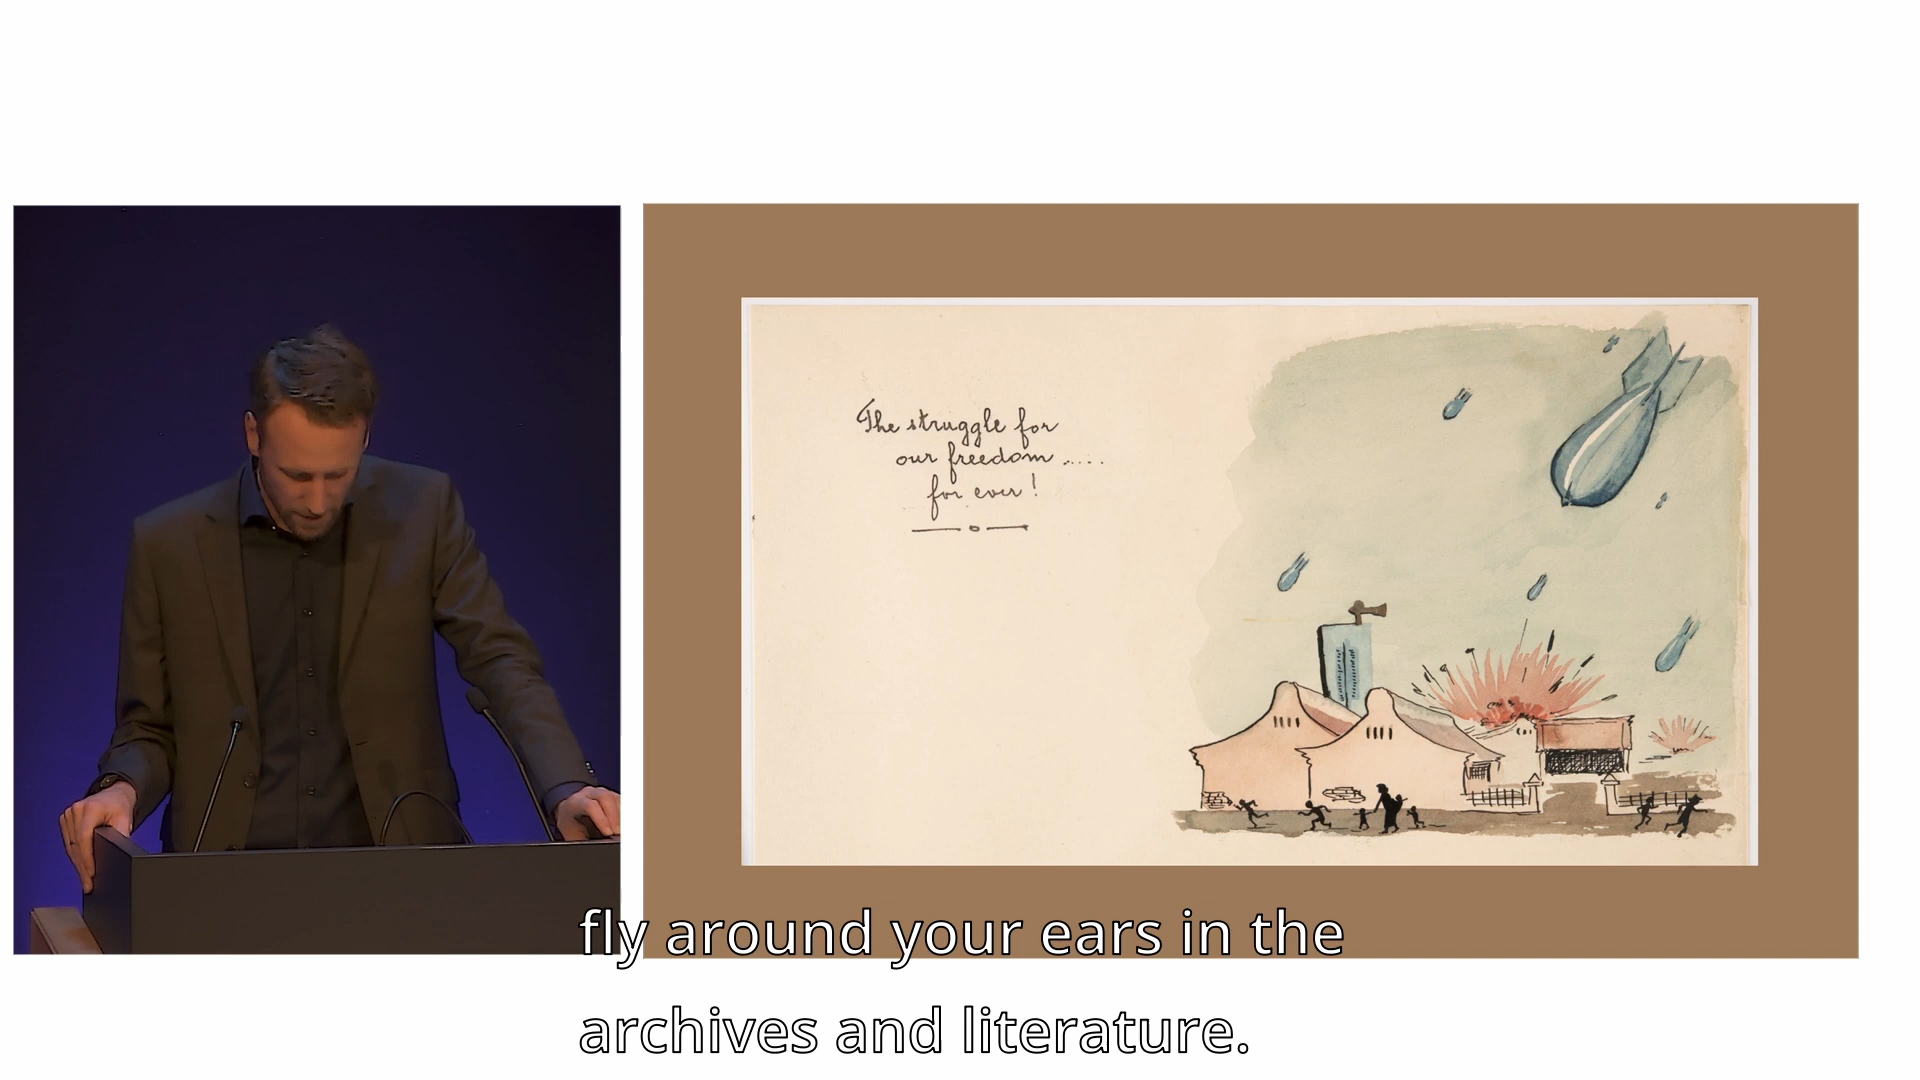 The struggle for
our freedom .....
for ever!
fly around your ears in the
archives and literature.